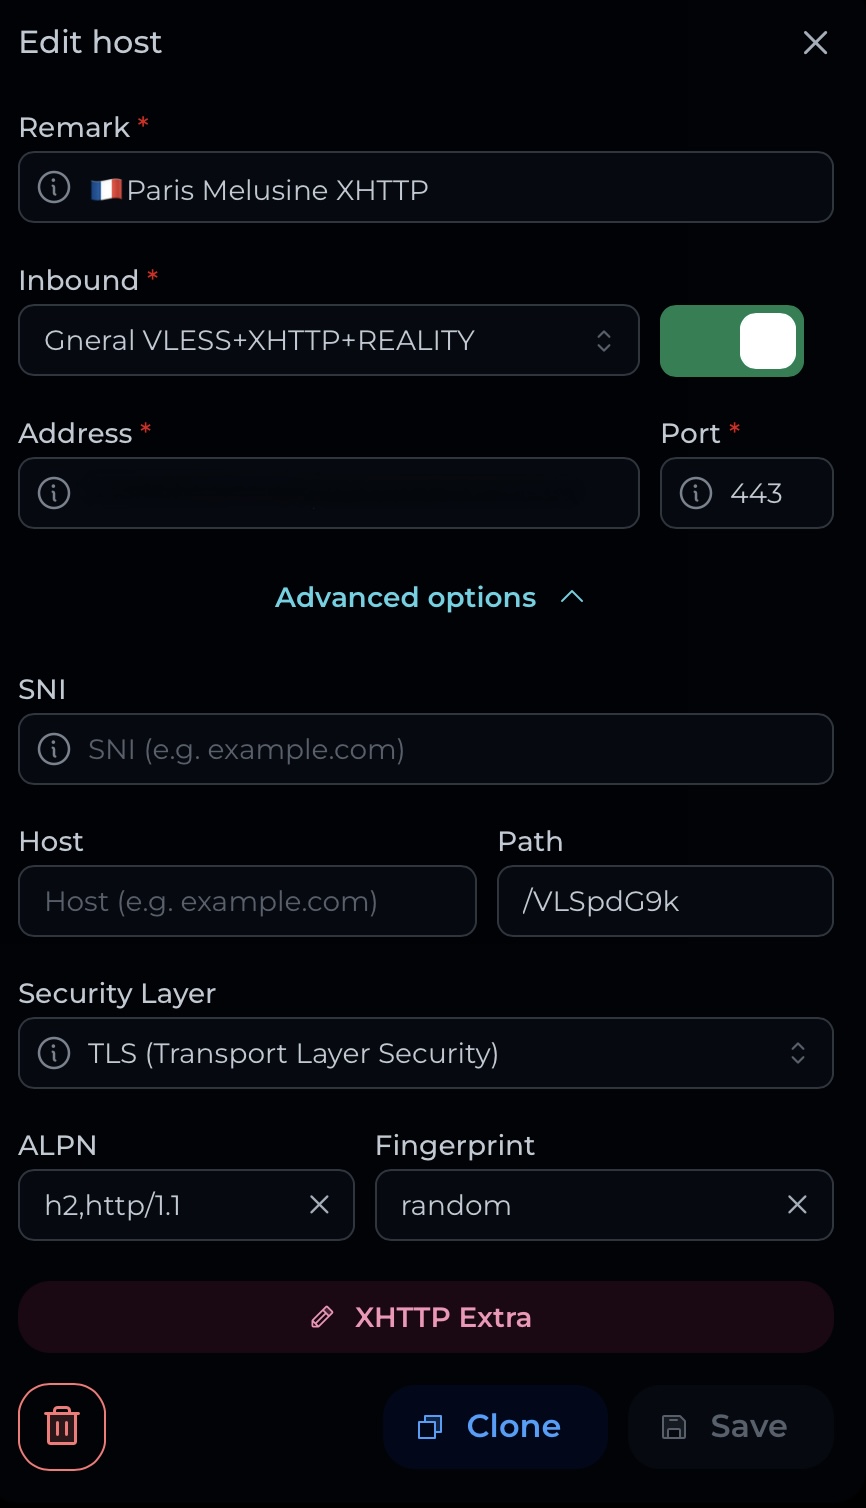 Edit host
Remark *
🇫🇷Paris Melusine XHTTP
Inbound *
Gneral VLESS+XHTTP+REALITY
Address * Port *
443
Advanced options
SNI
SNI (e.g. example.com)
Host Path
Host (e.g. example.com) /VLSpdG9k
Security Layer
TLS (Transport Layer Security)
ALPN Fingerprint
h2,http/1.1 random
XHTTP Extra
Clone Save